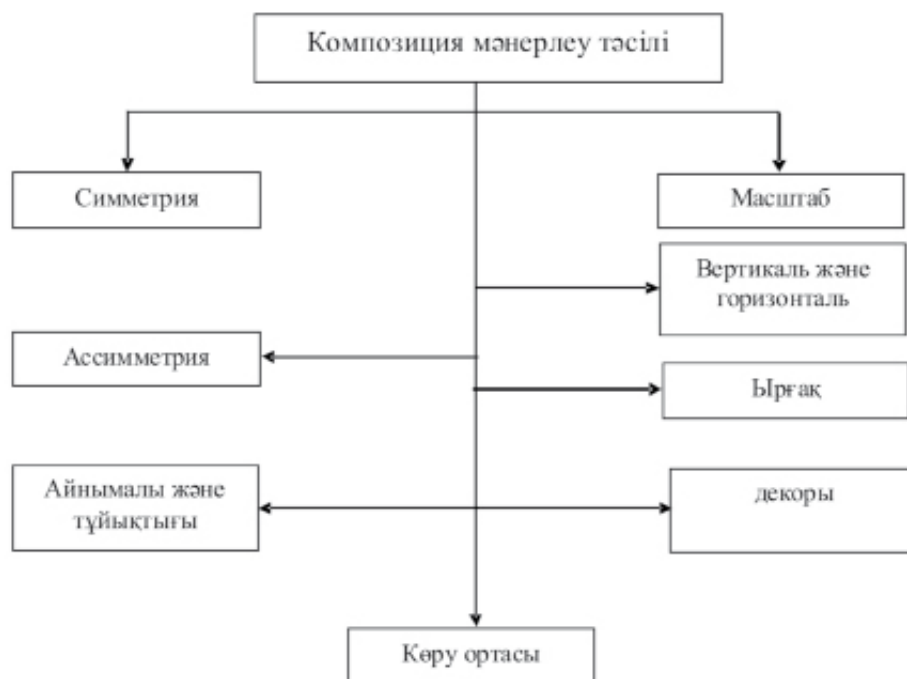 Композиция мәнерлеу тәсілі
Симметрия
Масштаб
Вертикаль және
горизонталь
Ассимметрия
Ырғақ
Айнымалы және
тұйықтығы
декоры
Көру ортасы